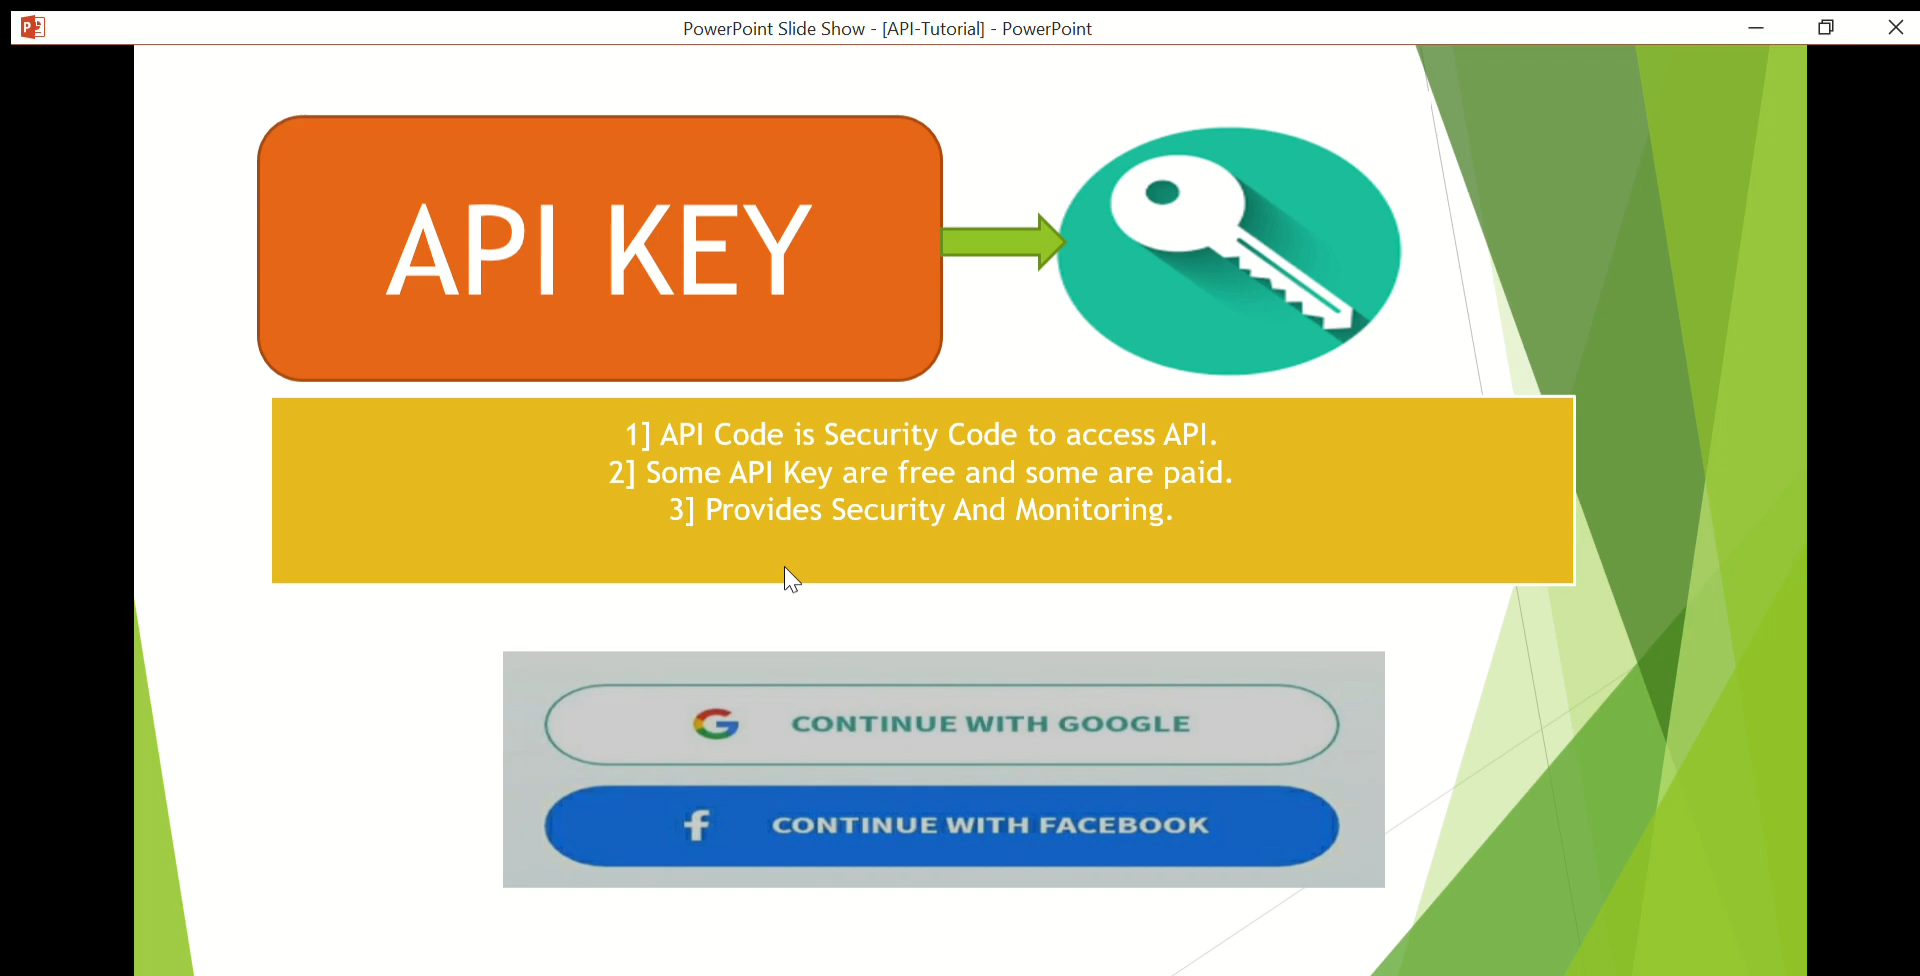 PowerPoint Slide Show - [API-Tutorial] - PowerPoint
API KEY
1] API Code is Security Code to access API.
2] Some API Key are free and some are paid.
3] Provides Security And Monitoring.
CONTINUE WITH GOOGLE
CONTINUE WITH FACEBOOK